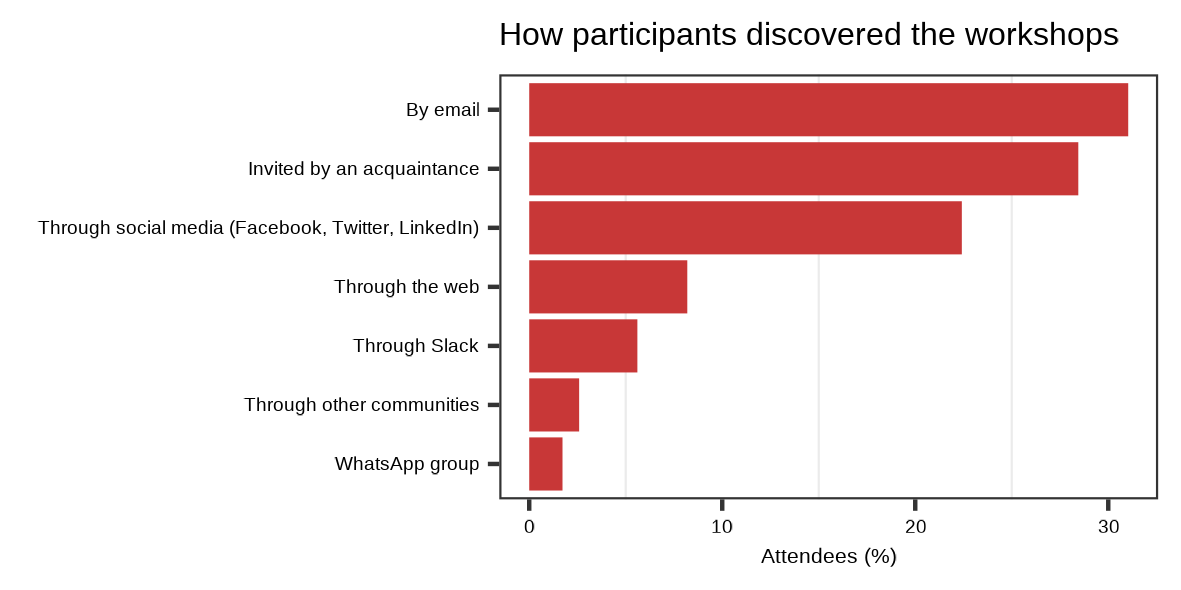 How participants discovered the workshops
By email
Invited by an acquaintance
Through social media (Facebook, Twitter, LinkedIn)
Through the web
Through Slack
Through other communities
WhatsApp group
0 10 20 30
Attendees (%)